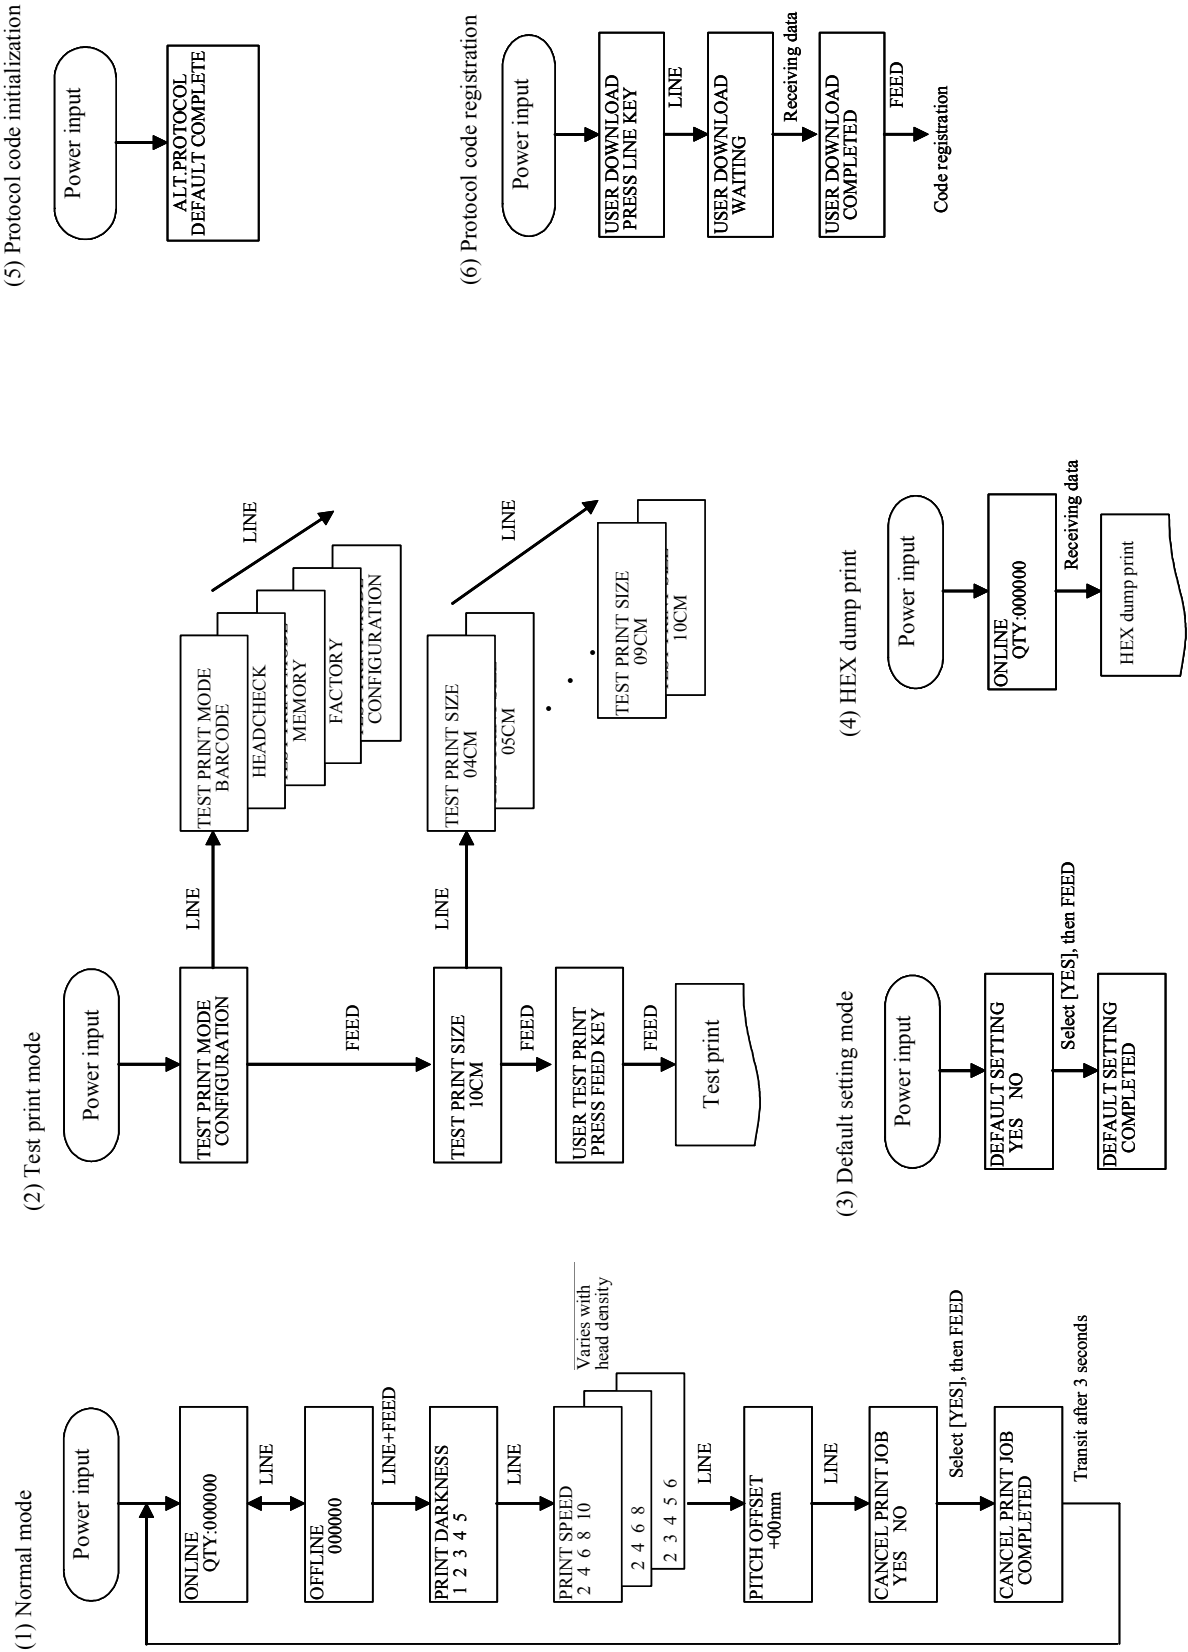 (1) Normal mode
Power input
ONLINE
QTY:000000
LINE
OFFLINE
000000
LINE+FEED
PRINT DARKNESS
1 2 3 4 5
LINE
PRINT SPEED
2 4 6 8 10
2 4 6 8
2 3 4 5 6
Varies with
head density
LINE
PITCH OFFSET
+00mm
LINE
CANCEL PRINT JOB
YES NO
Select [YES], then FEED
CANCEL PRINT JOB
COMPLETED
Transit after 3 seconds
(2) Test print mode
Power input
TEST PRINT MODE
CONFIGURATION
LINE
TEST PRINT MODE
BARCODE
HEADCHECK
MEMORY
FACTORY
CONFIGURATION
LINE
FEED
TEST PRINT SIZE
10CM
LINE
TEST PRINT SIZE
04CM
05CM
TEST PRINT SIZE
09CM
10CM
LINE
FEED
USER TEST PRINT
PRESS FEED KEY
FEED
Test print
(3) Default setting mode
Power input
DEFAULT SETTING
YES NO
Select [YES], then FEED
DEFAULT SETTING
COMPLETED
(4) HEX dump print
Power input
ONLINE
QTY:000000
Receiving data
HEX dump print
(5) Protocol code initialization
Power input
ALT.PROTOCOL
DEFAULT COMPLETE
(6) Protocol code registration
Power input
USER DOWNLOAD
PRESS LINE KEY
LINE
USER DOWNLOAD
WAITING
Receiving data
USER DOWNLOAD
COMPLETED
FEED
Code registration